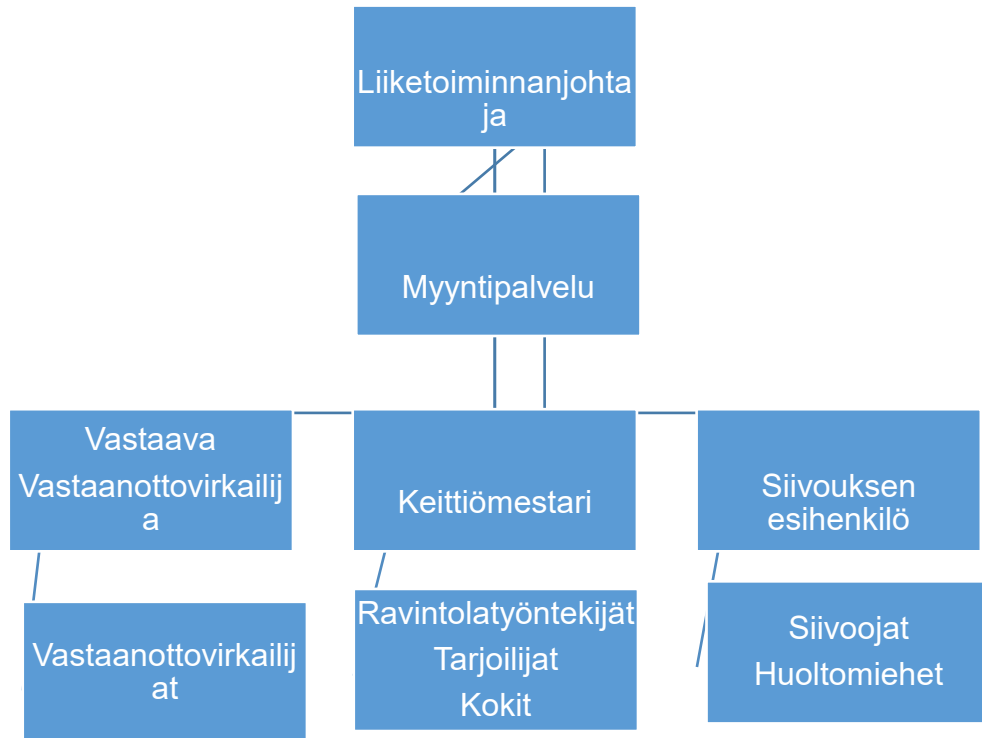 Liiketoiminnanjohta
ja
Myyntipalvelu
Vastaava
Vastaanottovirkailij
a
Keittiömestari
Siivouksen
esihenkilö
Vastaanottovirkailij
at
Ravintolatyöntekijät
Tarjoilijat
Kokit
Siivoojat
Huoltomiehet